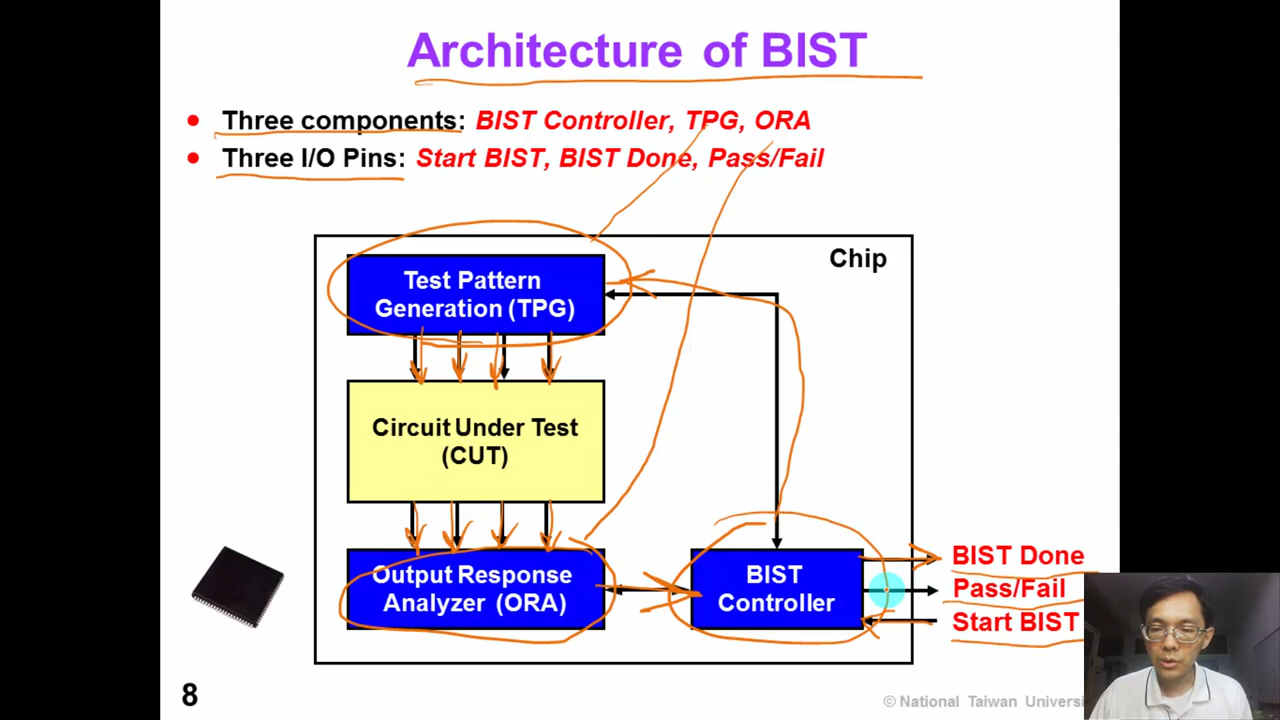 Architecture of BIST
Three components: BIST Controller, TPG, ORA
Three I/O Pins: Start BIST, BIST Done, Pass/Fail
Chip
Test Pattern
Generation (TPG)
Circuit Under Test
(CUT)
Output Response
Analyzer (ORA)
BIST
Controller
BIST Done
Pass/Fail
Start BIST
8
© National Taiwan